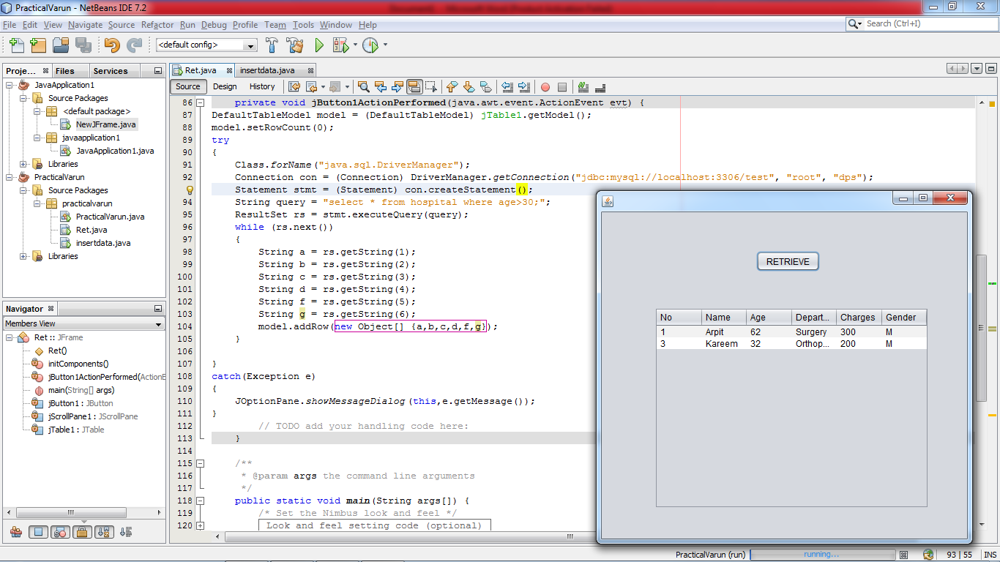 PracticalVarun - NetBeans IDE 7.2
File Edit View Navigate Source Refactor Run Debug Profile Team Tools Window Help
Search (Ctrl+I)
<default config>
Proje... Files Services
JavaApplication1
Source Packages
<default package>
NewJFrame.java
javaapplication1
JavaApplication1.java
Libraries
PracticalVarun
Source Packages
practicalvarun
PracticalVarun.java
Ret.java
insertdata.java
Libraries
Navigator
Members View
Ret :: JFrame
Ret()
initComponents()
jButton1ActionPerformed(ActionE
main(String[] args)
jButton1 : JButton
jScrollPane1 : JScrollPane
jTable1 : JTable
Ret.java insertdata.java
Source Design History
86 private void jButton1ActionPerformed(java.awt.event.ActionEvent evt) {
87 DefaultTableModel model = (DefaultTableModel) jTable1.getModel();
88 model.setRowCount(0);
89 try
90 {
91 Class.forName("java.sql.DriverManager");
92 Connection con = (Connection) DriverManager.getConnection("jdbc:mysql://localhost:3306/test", "root", "dps");
Statement stmt = (Statement) con.createStatement();
94 String query = "select * from hospital where age>30;";
95 ResultSet rs = stmt.executeQuery(query);
96 while (rs.next())
97 {
98 String a = rs.getString(1);
99 String b = rs.getString(2);
100 String c = rs.getString(3);
101 String d = rs.getString(4);
102 String f = rs.getString(5);
103 String g = rs.getString(6);
104 model.addRow(new Object[] {a,b,c,d,f,g});
105 }
106
107 }
108 catch(Exception e)
109 {
110 JOptionPane.showMessageDialog(this,e.getMessage());
111 }
112 // TODO add your handling code here:
113 }
114
115 /**
116 * @param args the command line arguments
117 */
118 public static void main(String args[]) {
119 /* Set the Nimbus look and feel */
120 Look and feel setting code (optional)
RETRIEVE
No Name Age Depart... Charges Gender
1 Arpit 62 Surgery 300 M
3 Kareem 32 Orthop... 200 M
PracticalVarun (run) running... 93 | 55 INS